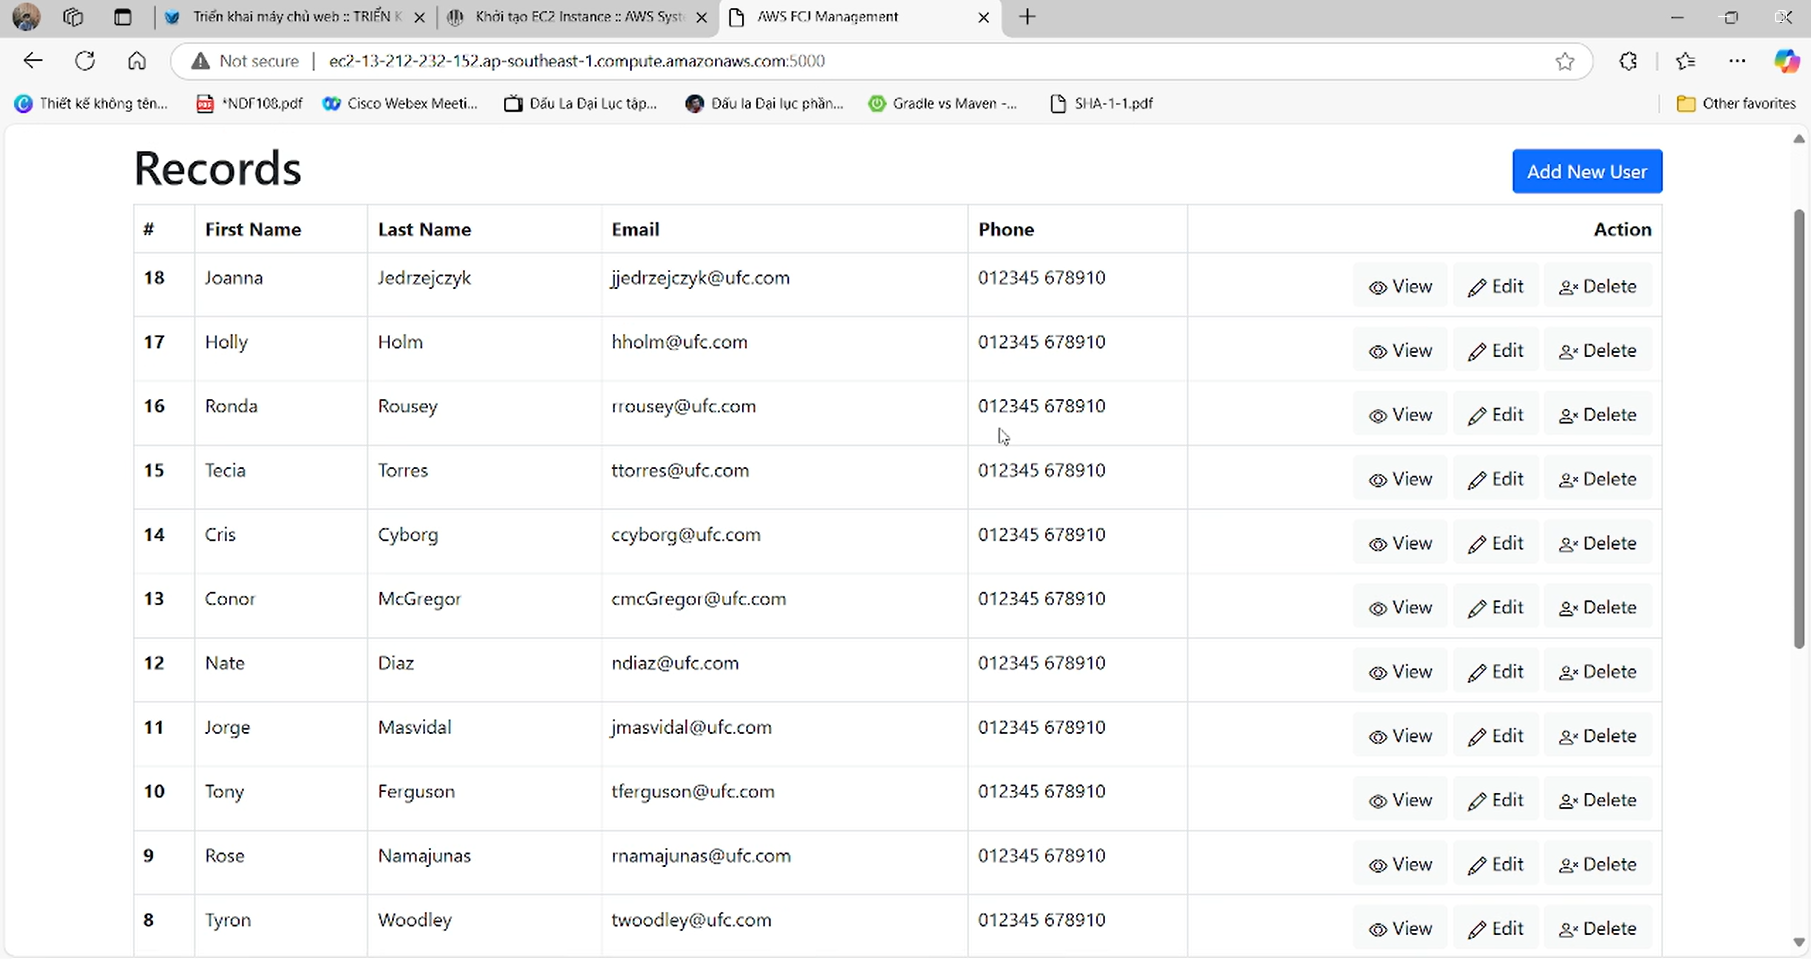 Triển khai máy chủ web :: TRIỂN K
Khởi tạo EC2 Instance :: AWS Syst
AWS FCJ Management
Not secure
ec2-13-212-232-152.ap-southeast-1.compute.amazonaws.com:5000
Thiết kế không tên...
*NDF108.pdf
Cisco Webex Meeti...
Đấu La Đại Lục tập...
Đấu la Đại lục phần...
Gradle vs Maven -...
SHA-1-1.pdf
Other favorites
Records
Add New User
# First Name Last Name Email Phone Action
18 Joanna Jedrzejczyk jjedrzejczyk@ufc.com 012345 678910 View Edit Delete
17 Holly Holm hholm@ufc.com 012345 678910 View Edit Delete
16 Ronda Rousey rrousey@ufc.com 012345 678910 View Edit Delete
15 Tecia Torres ttorres@ufc.com 012345 678910 View Edit Delete
14 Cris Cyborg ccyborg@ufc.com 012345 678910 View Edit Delete
13 Conor McGregor cmcGregor@ufc.com 012345 678910 View Edit Delete
12 Nate Diaz ndiaz@ufc.com 012345 678910 View Edit Delete
11 Jorge Masvidal jmasvidal@ufc.com 012345 678910 View Edit Delete
10 Tony Ferguson tferguson@ufc.com 012345 678910 View Edit Delete
9 Rose Namajunas rnamajunas@ufc.com 012345 678910 View Edit Delete
8 Tyron Woodley twoodley@ufc.com 012345 678910 View Edit Delete